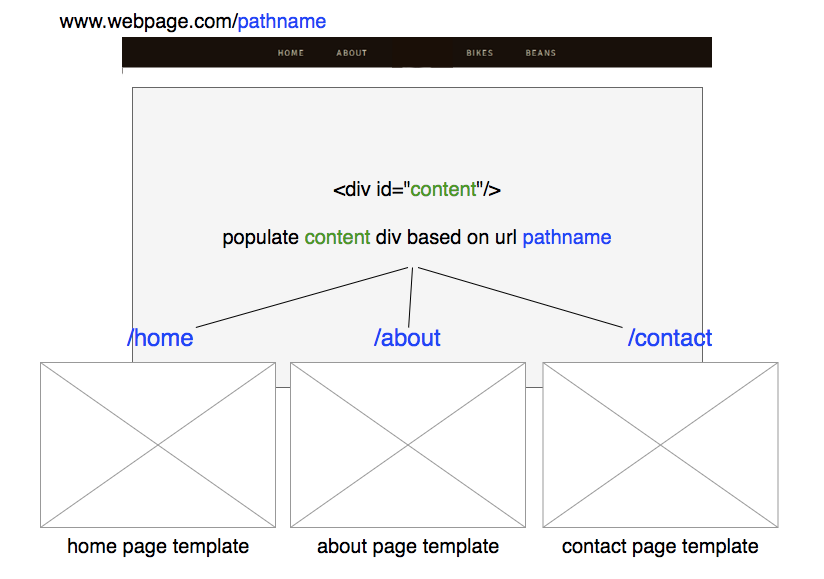 www.webpage.com/pathname
HOME ABOUT BIKES BEANS
<div id="content"/>
populate content div based on url pathname
/home /about /contact
home page template about page template contact page template